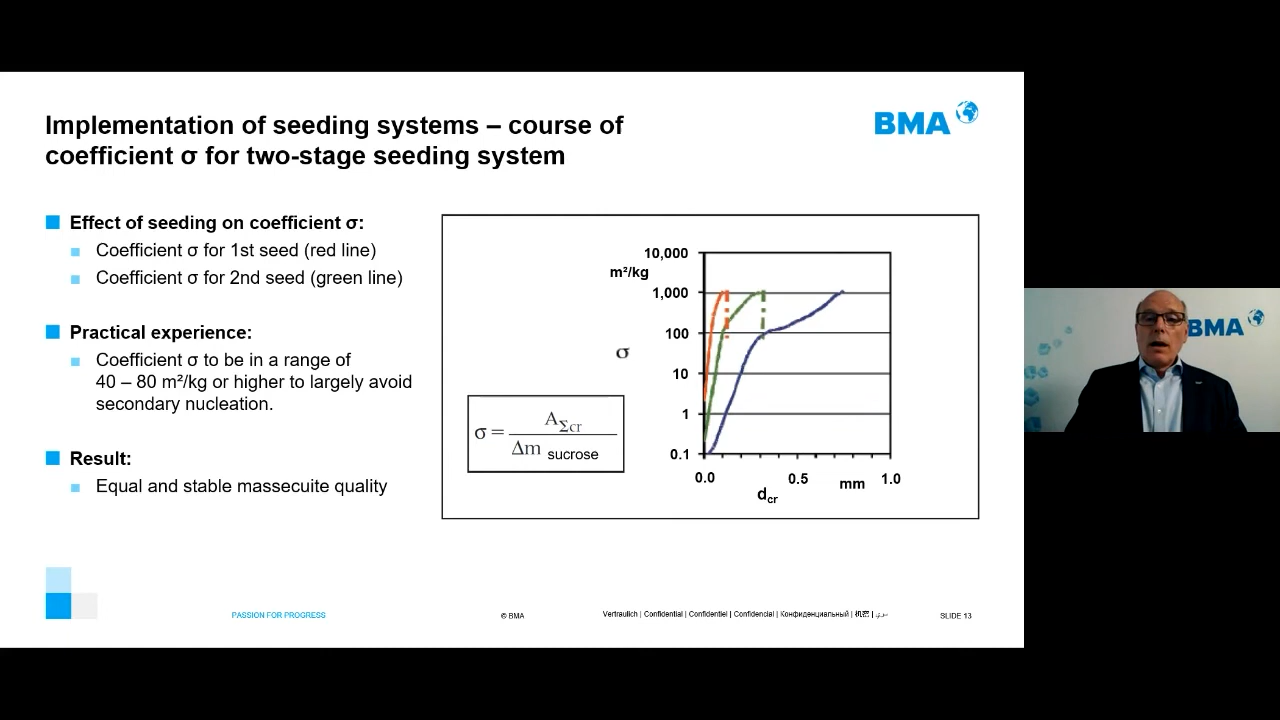 Implementation of seeding systems – course of
coefficient σ for two-stage seeding system
BMA
Effect of seeding on coefficient σ:
Coefficient σ for 1st seed (red line)
Coefficient σ for 2nd seed (green line)
Practical experience:
Coefficient σ to be in a range of
40 – 80 m²/kg or higher to largely avoid
secondary nucleation.
Result:
Equal and stable massecuite quality
10,000
m²/kg
1,000
100
σ
10
1
0.1
0.0
0.5
mm
1.0
dcr
σ = AΣcr
Δm sucrose
BMA
PASSION FOR PROGRESS
© BMA
Vertraulich | Confidential | Confidentiel | Confidencial | Конфиденциальный | 机密 | سري
SLIDE 13